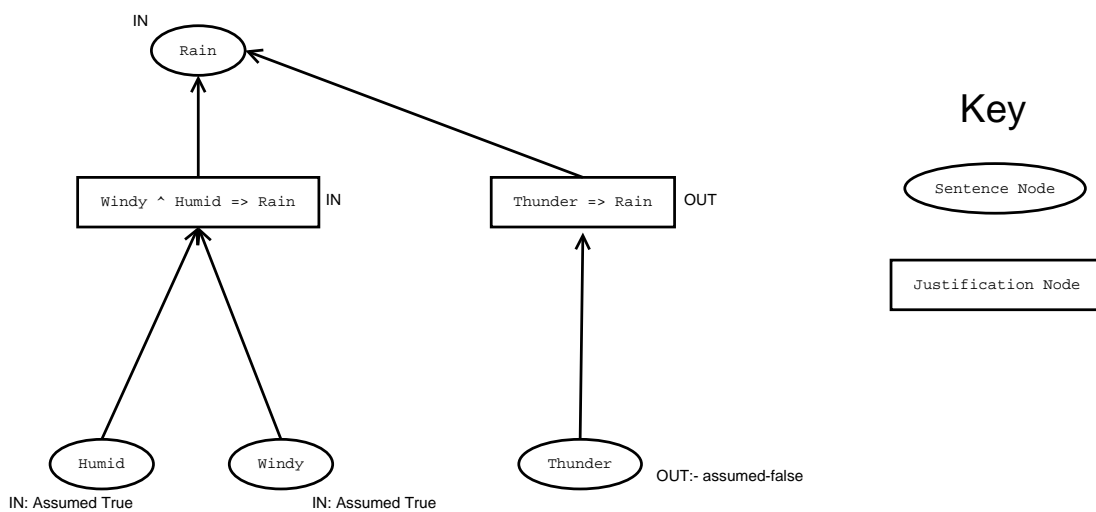 IN
Rain
Key
Sentence Node
Windy ^ Humid => Rain
IN
Thunder => Rain
OUT
Justification Node
Humid
Windy
Thunder
IN: Assumed True
IN: Assumed True
OUT:- assumed-false